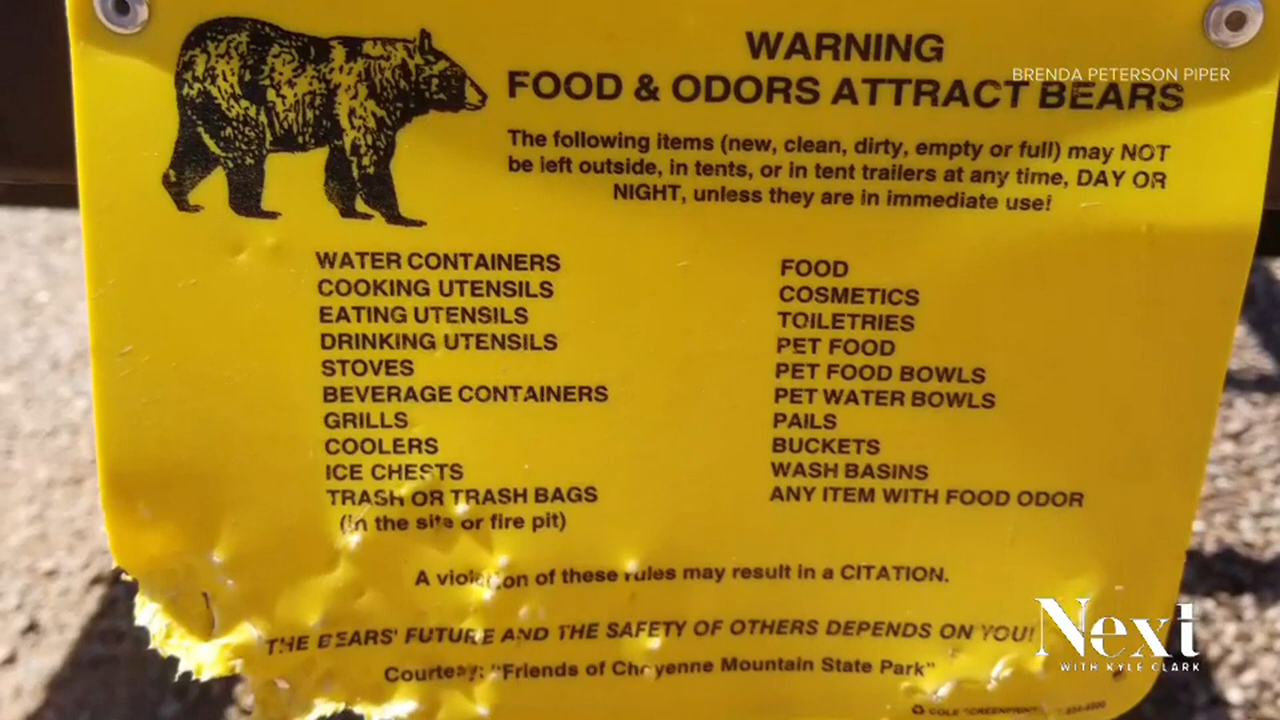 WARNING
BRENDA PETERSON PIPER
FOOD & ODORS ATTRACT BEARS
The following items (new, clean, dirty, empty or full) may NOT
be left outside, in tents, or in tent trailers at any time, DAY OR
NIGHT, unless they are in immediate use!
WATER CONTAINERS
COOKING UTENSILS
EATING UTENSILS
DRINKING UTENSILS
STOVES
BEVERAGE CONTAINERS
GRILLS
COOLERS
ICE CHESTS
TRASH OR TRASH BAGS
(in the site or fire pit)
FOOD
COSMETICS
TOILETRIES
PET FOOD
PET FOOD BOWLS
PET WATER BOWLS
PAILS
BUCKETS
WASH BASINS
ANY ITEM WITH FOOD ODOR
A violation of these rules may result in a CITATION.
THE BEARS' FUTURE AND THE SAFETY OF OTHERS DEPENDS ON YOU!
Courtesy: "Friends of Cheyenne Mountain State Park"
Next
WITH KYLE CLARK